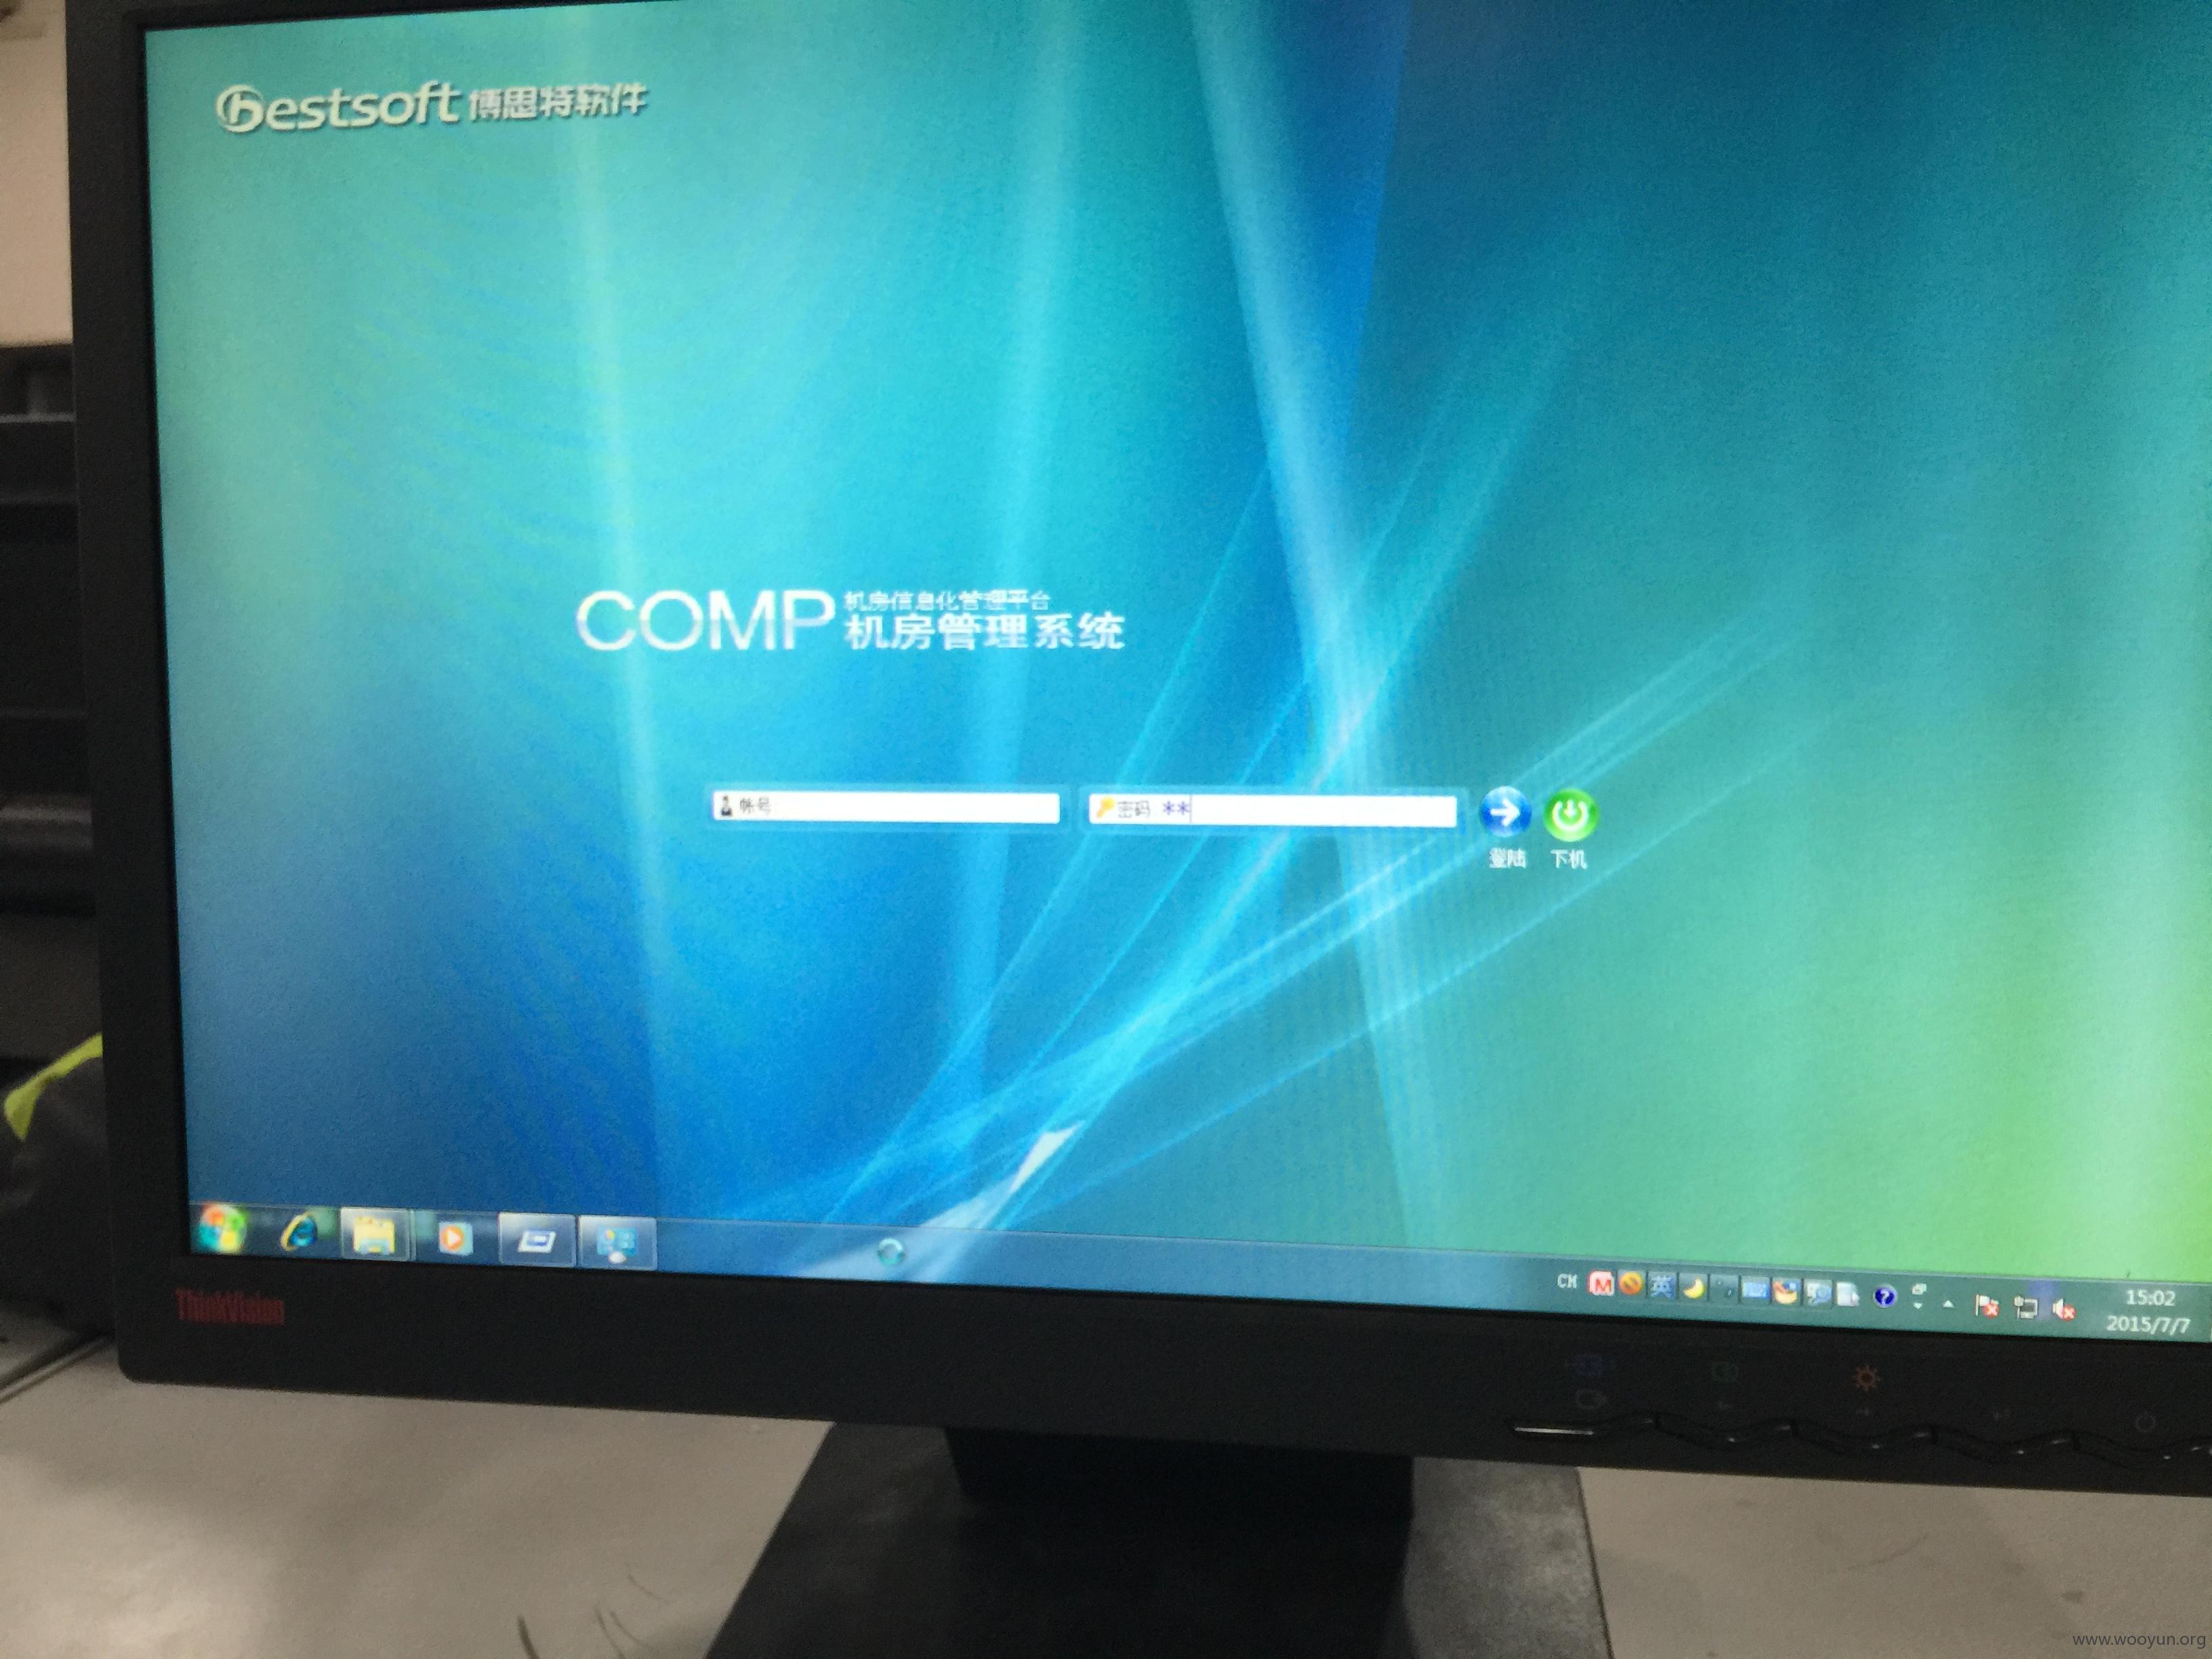 bestsoft 博思特软件
COMP 机房信息化管理平台
机房管理系统
帐号
密码 **
登陆 下机
CH 英
15:02
2015/7/7
ThinkVision
www.wooyun.org